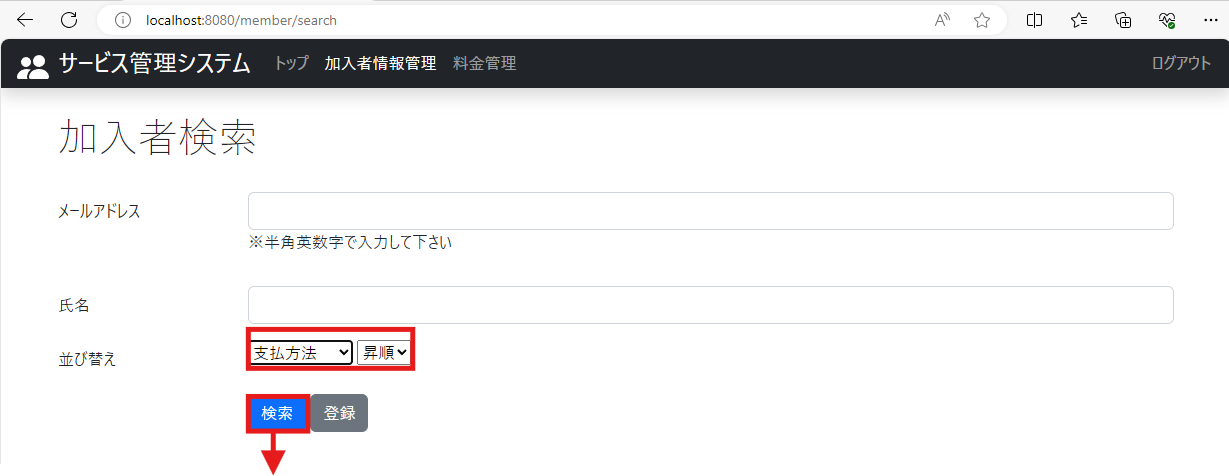 localhost:8080/member/search
サービス管理システム トップ 加入者情報管理 料金管理 ログアウト
加入者検索
メールアドレス
※半角英数字で入力して下さい
氏名
並び替え 支払方法 昇順
検索 登録